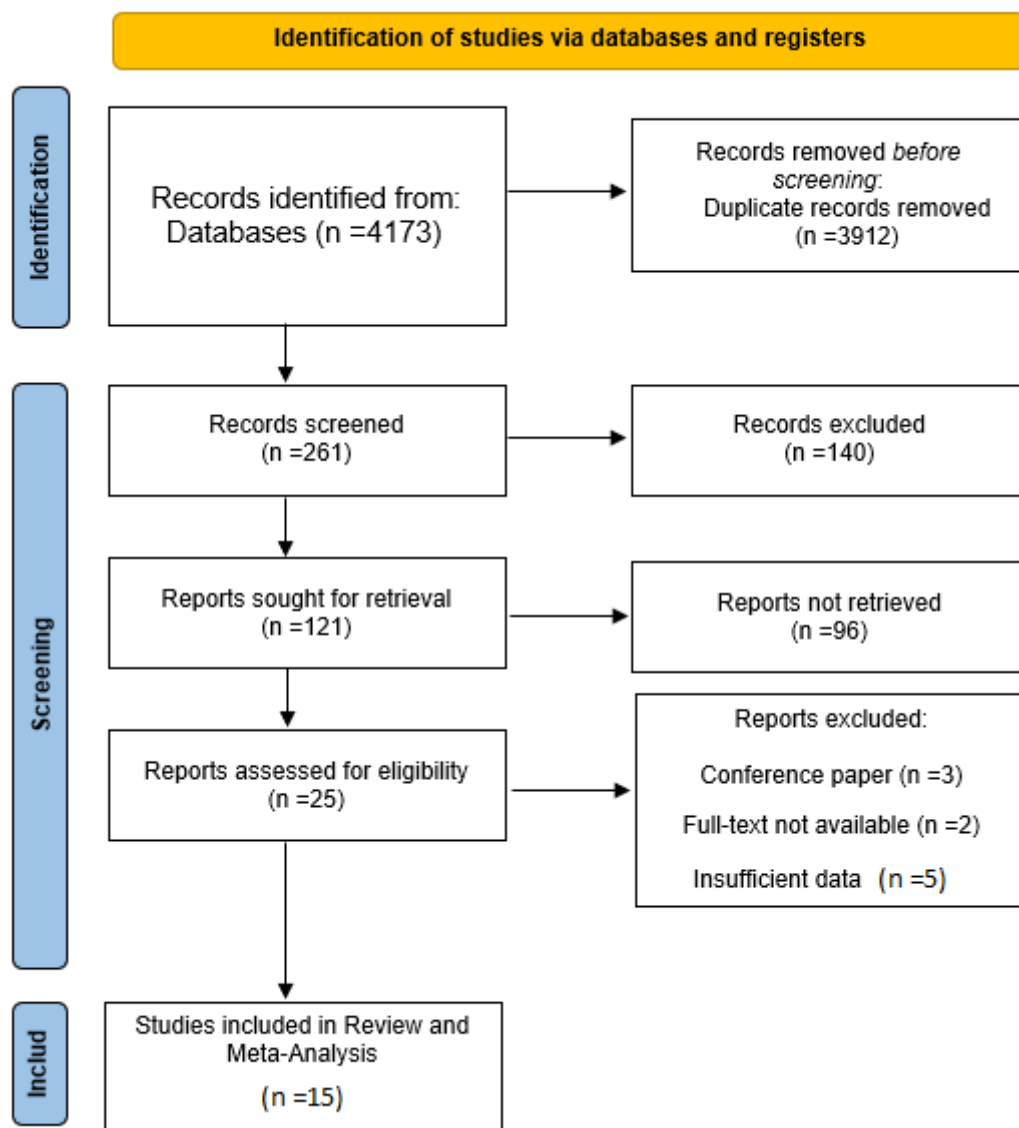 Identification of studies via databases and registers
Identification
Records identified from:
Databases (n =4173)
Records removed before
screening:
Duplicate records removed
(n =3912)
Screening
Records screened
(n =261)
Records excluded
(n =140)
Reports sought for retrieval
(n =121)
Reports not retrieved
(n =96)
Reports assessed for eligibility
(n =25)
Reports excluded:
Conference paper (n =3)
Full-text not available (n =2)
Insufficient data (n =5)
Includ
Studies included in Review and
Meta-Analysis
(n =15)